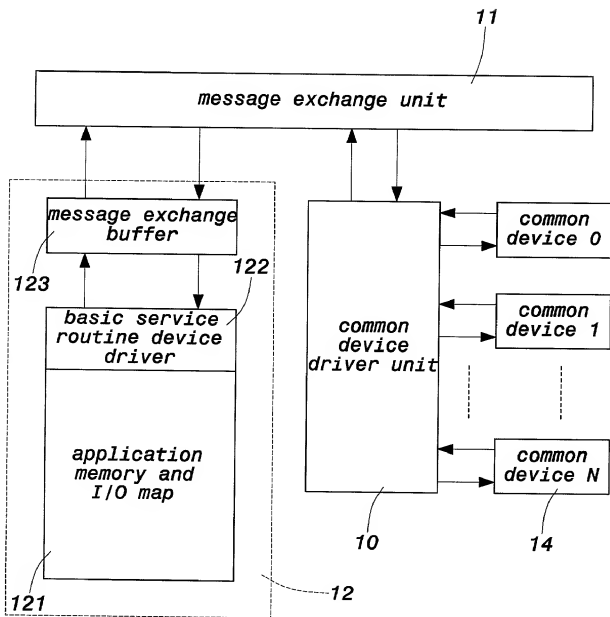 11
message exchange unit
message exchange
buffer
123
122
basic service
routine device
driver
application
memory and
I/O map
121
12
common
device
driver unit
10
common
device 0
common
device 1
common
device N
14